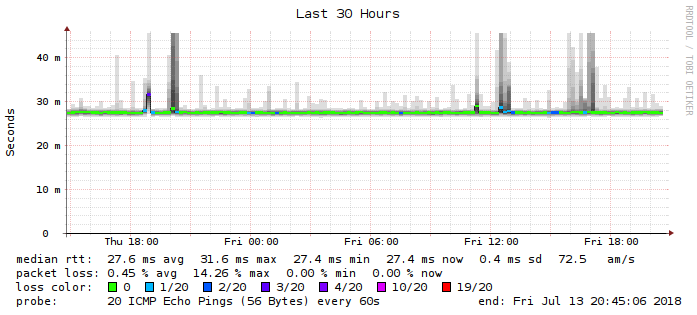 Last 30 Hours
RRDTOOL / TOBI OETIKER
Seconds
40 m
30 m
20 m
10 m
0
Thu 18:00 Fri 00:00 Fri 06:00 Fri 12:00 Fri 18:00
median rtt: 27.6 ms avg 31.6 ms max 27.4 ms min 27.4 ms now 0.4 ms sd 72.5 am/s
packet loss: 0.45 % avg 14.26 % max 0.00 % min 0.00 % now
loss color: 0 1/20 2/20 3/20 4/20 10/20 19/20
probe: 20 ICMP Echo Pings (56 Bytes) every 60s end: Fri Jul 13 20:45:06 2018